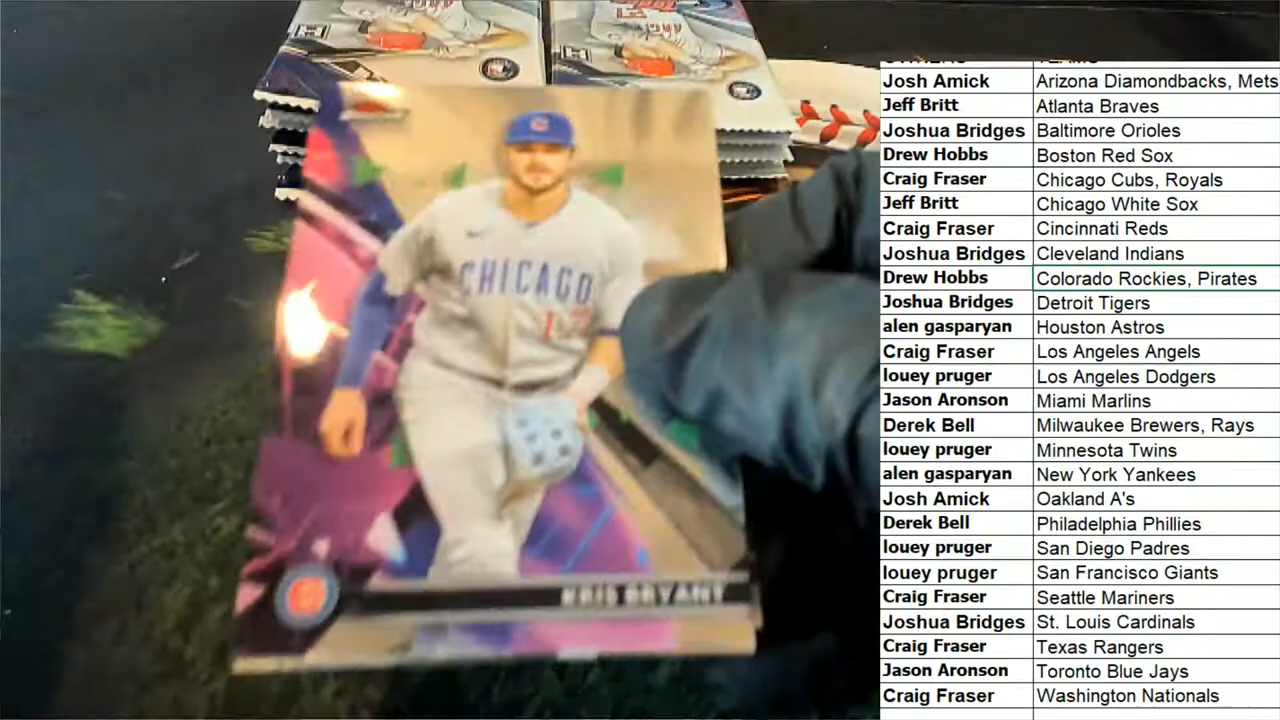 CHICAGO
17
KRIS BRYANT
Josh Amick Arizona Diamondbacks, Mets
Jeff Britt Atlanta Braves
Joshua Bridges Baltimore Orioles
Drew Hobbs Boston Red Sox
Craig Fraser Chicago Cubs, Royals
Jeff Britt Chicago White Sox
Craig Fraser Cincinnati Reds
Joshua Bridges Cleveland Indians
Drew Hobbs Colorado Rockies, Pirates
Joshua Bridges Detroit Tigers
alen gasparyan Houston Astros
Craig Fraser Los Angeles Angels
louey pruger Los Angeles Dodgers
Jason Aronson Miami Marlins
Derek Bell Milwaukee Brewers, Rays
louey pruger Minnesota Twins
alen gasparyan New York Yankees
Josh Amick Oakland A's
Derek Bell Philadelphia Phillies
louey pruger San Diego Padres
louey pruger San Francisco Giants
Craig Fraser Seattle Mariners
Joshua Bridges St. Louis Cardinals
Craig Fraser Texas Rangers
Jason Aronson Toronto Blue Jays
Craig Fraser Washington Nationals